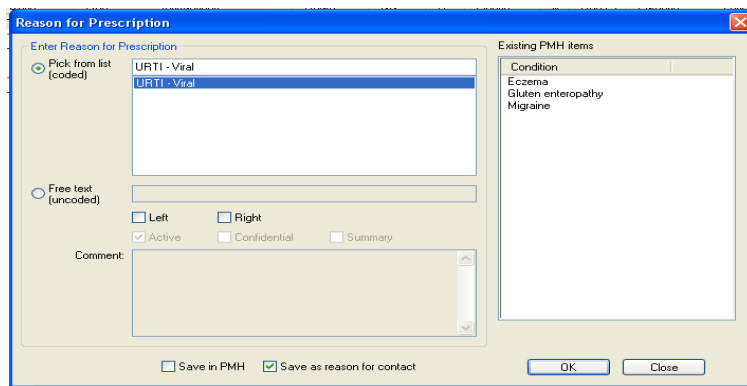 Reason for Prescription
Enter Reason for Prescription
Pick from list
(coded)
URTI - Viral
URTI - Viral
Free text
(uncoded)
Left Right
Active Confidential Summary
Comment:
Save in PMH Save as reason for contact
Existing PMH items
Condition
Eczema
Gluten enteropathy
Migraine
OK Close